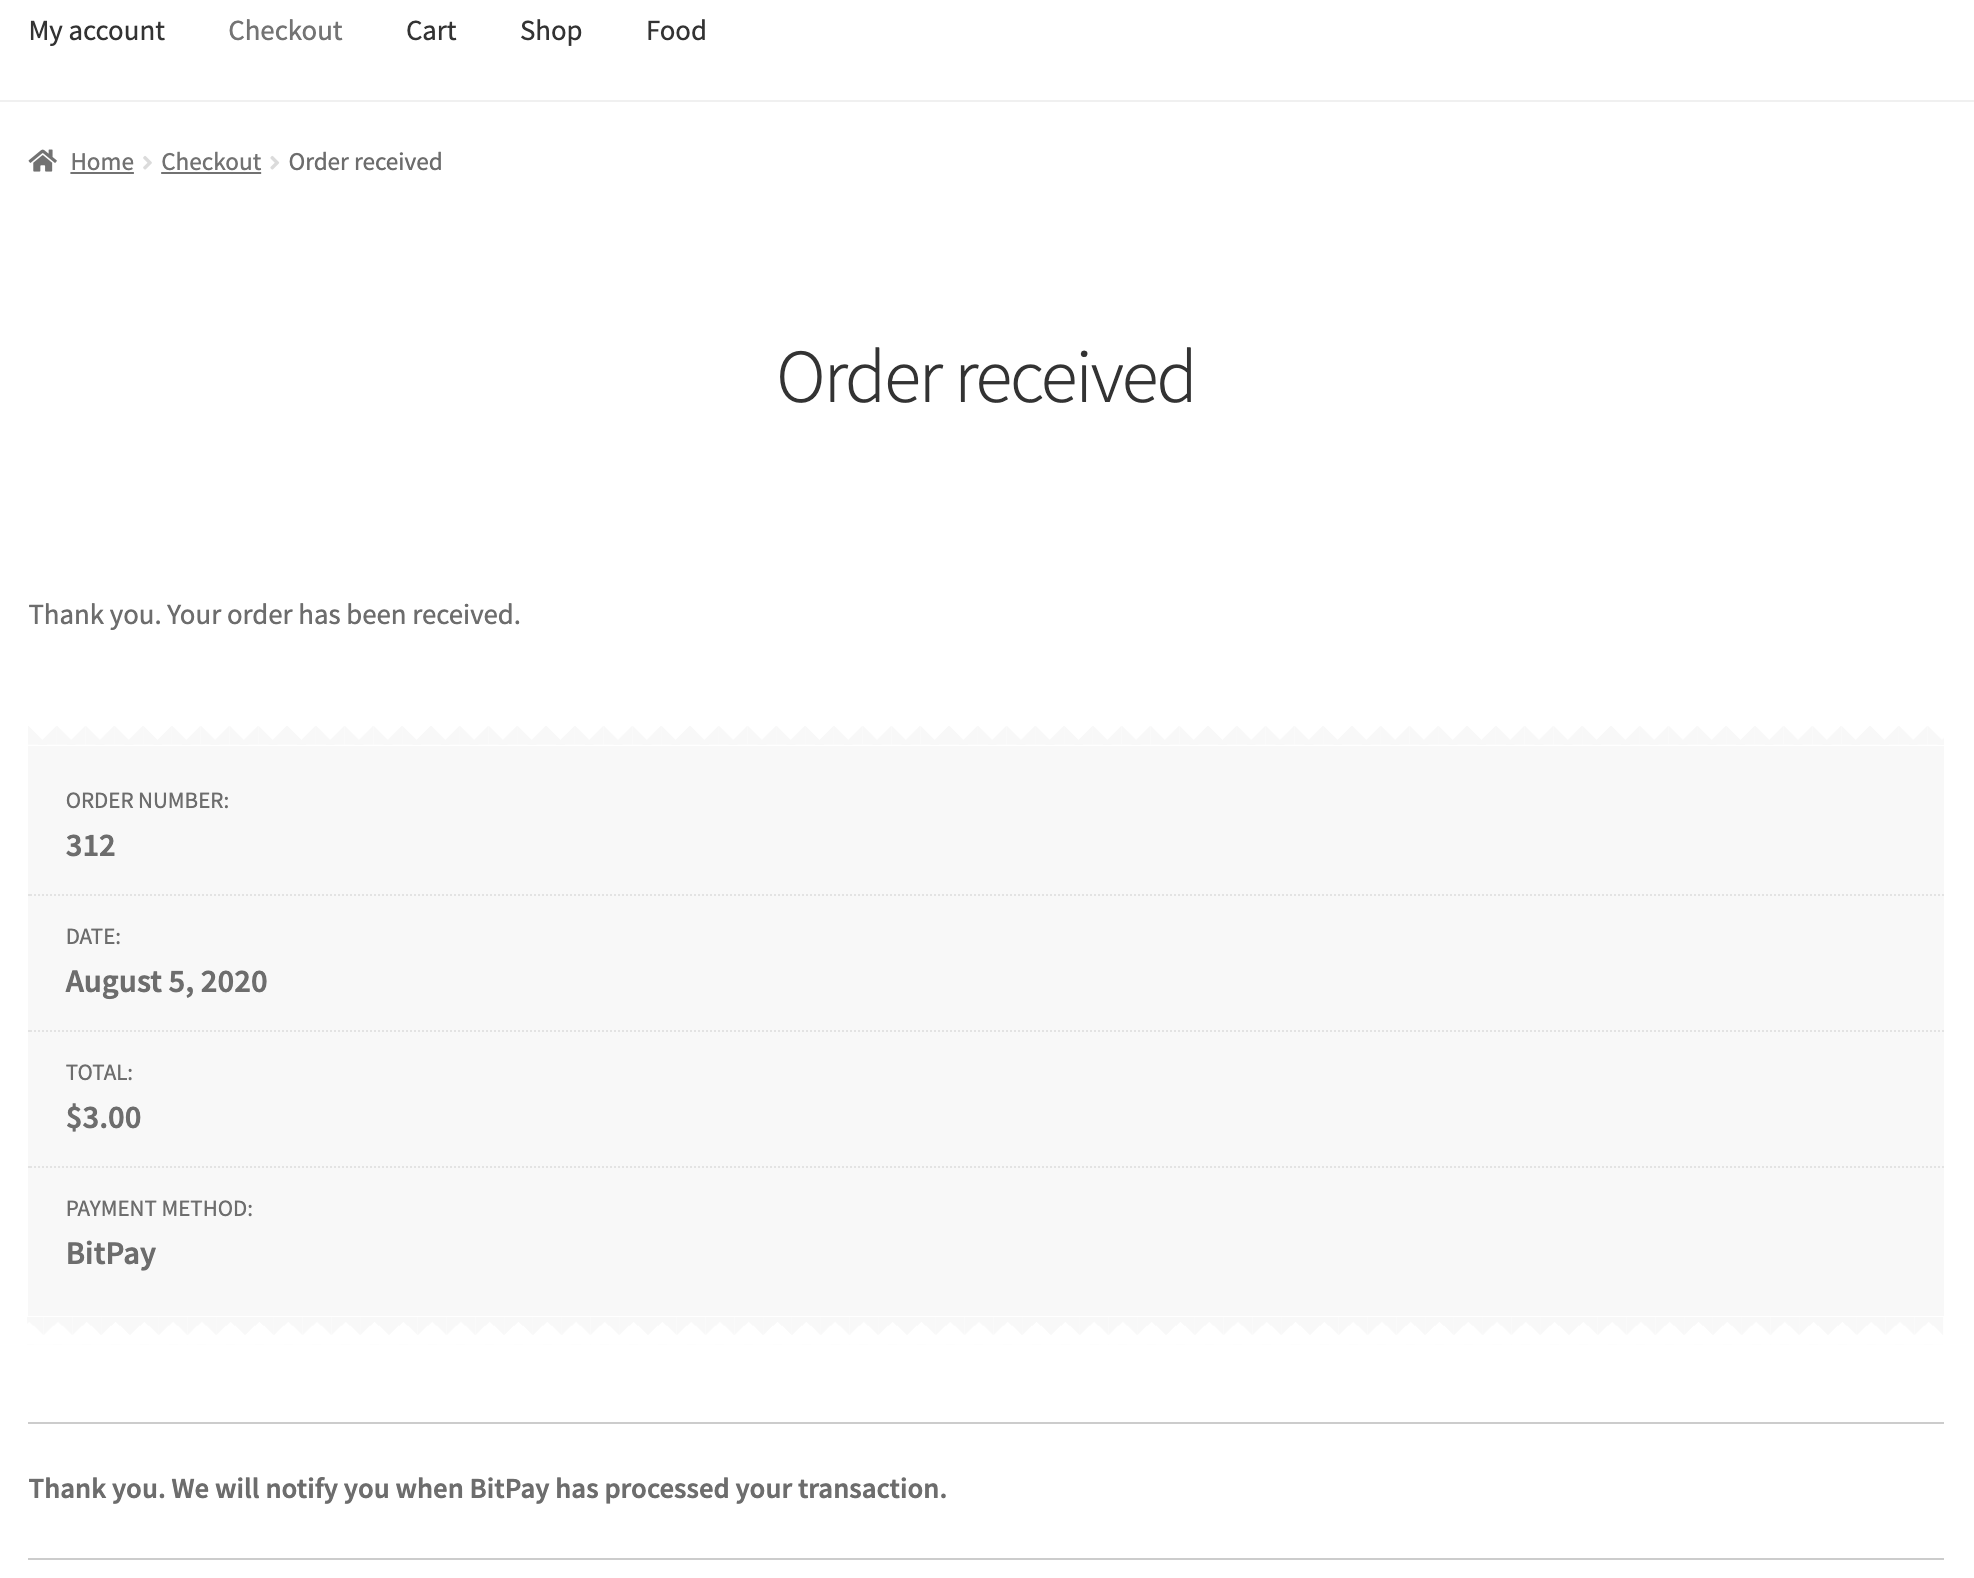 My account Checkout Cart Shop Food
Home > Checkout > Order received
Order received
Thank you. Your order has been received.
ORDER NUMBER:
312
DATE:
August 5, 2020
TOTAL:
$3.00
PAYMENT METHOD:
BitPay
Thank you. We will notify you when BitPay has processed your transaction.